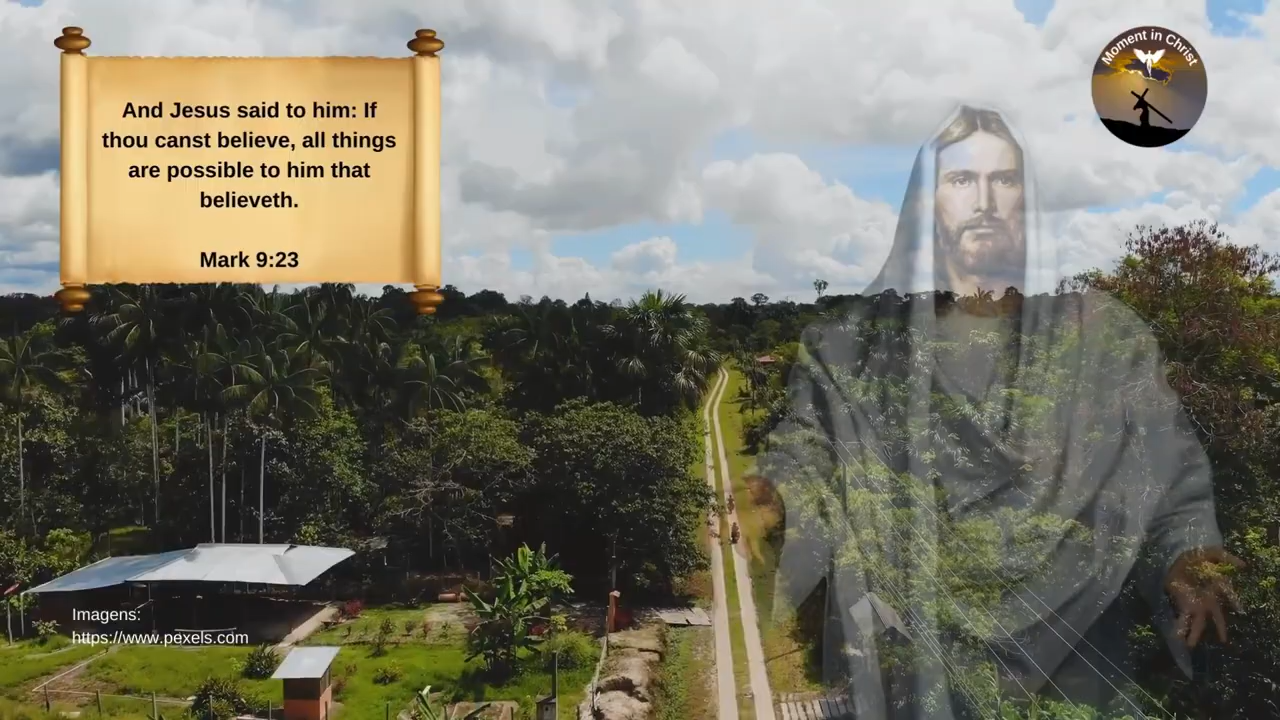 And Jesus said to him: If
thou canst believe, all things
are possible to him that
believeth.
Mark 9:23
Moment in Christ
Imagens:
https://www.pexels.com